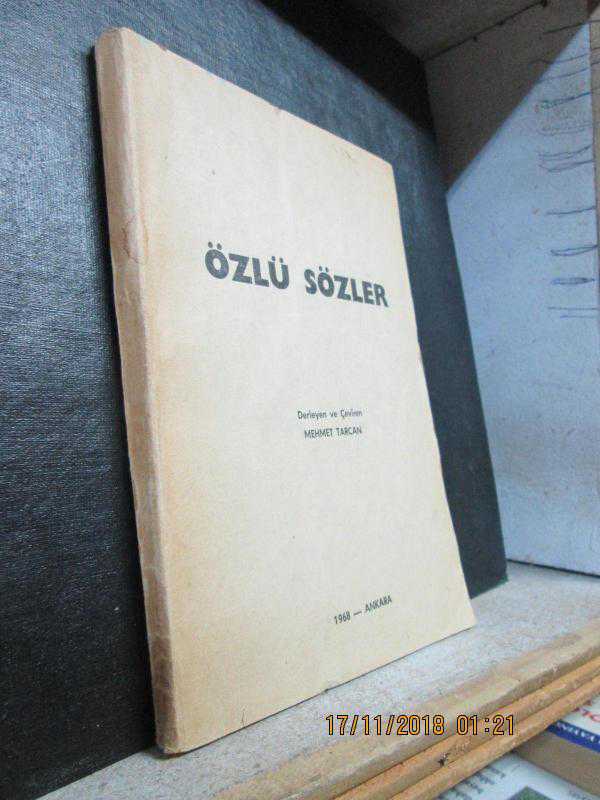 ÖZLÜ SÖZLER
Derleyen ve Çeviren
MEHMET TARCAN
1968 — ANKARA
17/11/2018 01:21